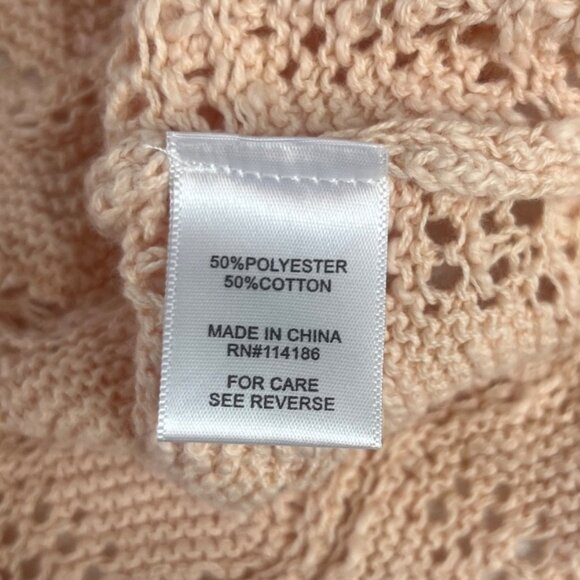 50%POLYESTER
50%COTTON
MADE IN CHINA
RN#114186
FOR CARE
SEE REVERSE